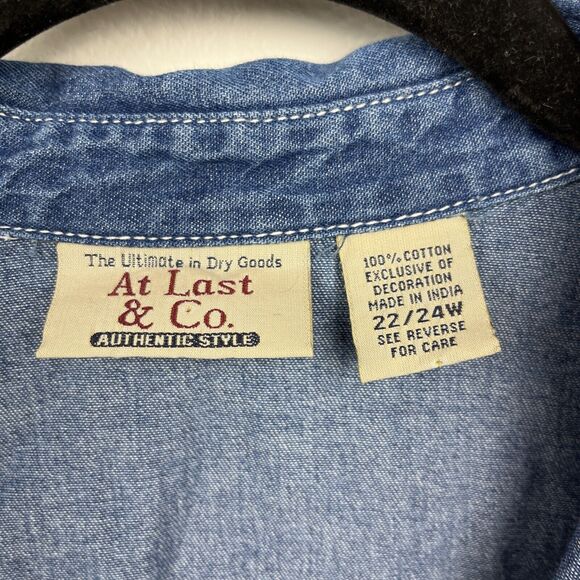 The Ultimate in Dry Goods
At Last
& Co.
AUTHENTIC STYLE
100% COTTON
EXCLUSIVE OF
DECORATION
MADE IN INDIA
22/24W
SEE REVERSE
FOR CARE